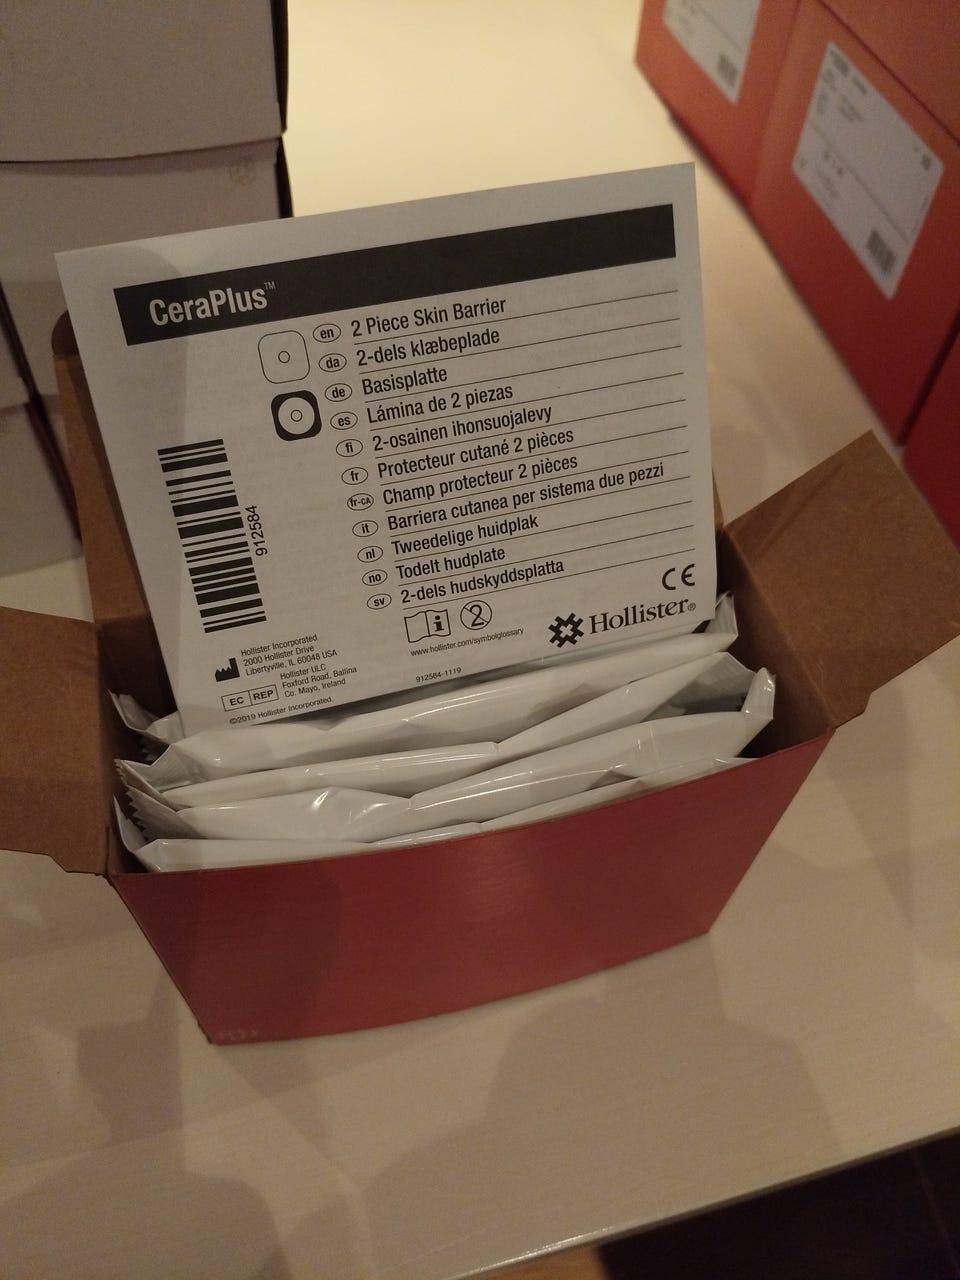 CeraPlus™
en 2 Piece Skin Barrier
da 2-dels klæbeplade
de Basisplatte
es Lámina de 2 piezas
fi 2-osainen ihonsuojalevy
fr Protecteur cutané 2 pièces
fr-CA Champ protecteur 2 pièces
it Barriera cutanea per sistema due pezzi
nl Tweedelige huidplak
no Todelt hudplate
sv 2-dels hudskyddsplatta
912584
CE
Hollister®
www.hollister.com/symbolglossary
Hollister Incorporated
2000 Hollister Drive
Libertyville, IL 60048 USA
EC REP
Hollister ULC
Foxford Road, Ballina
Co. Mayo, Ireland
©2019 Hollister Incorporated.
912584-1119